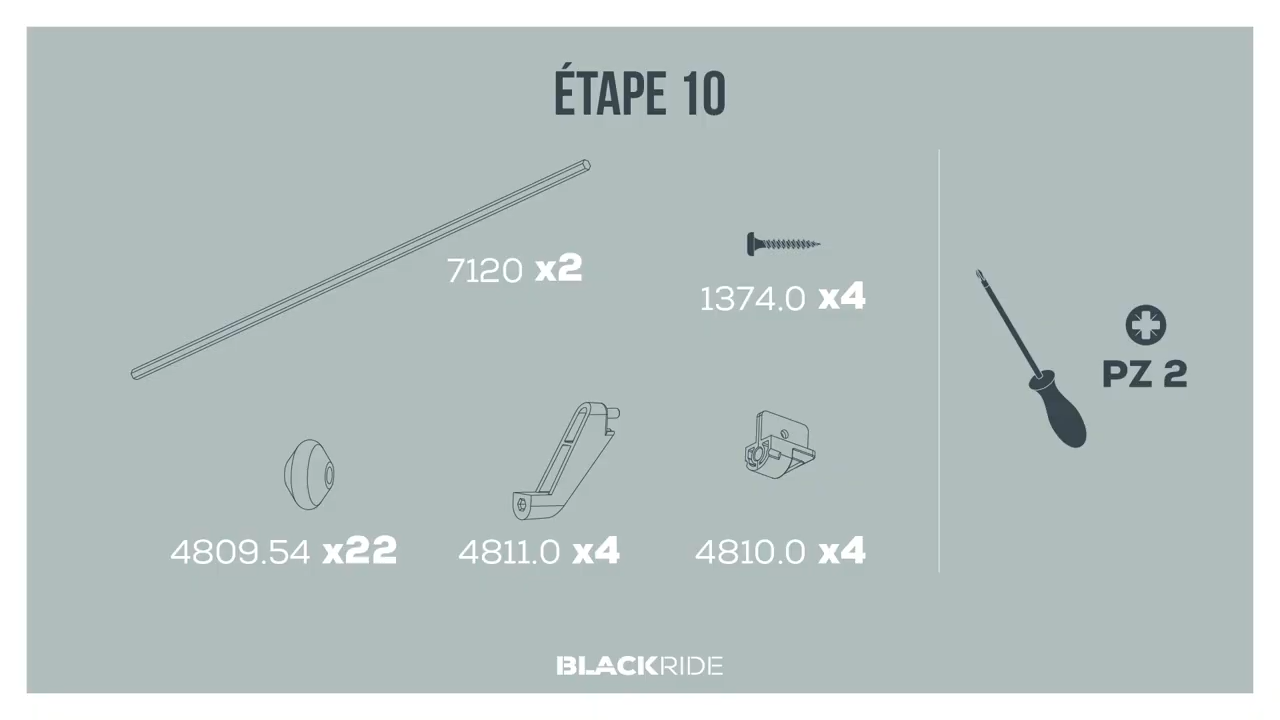 ÉTAPE 10
7120 x2
1374.0 x4
PZ 2
4809.54 x22
4811.0 x4
4810.0 x4
BLACKRIDE